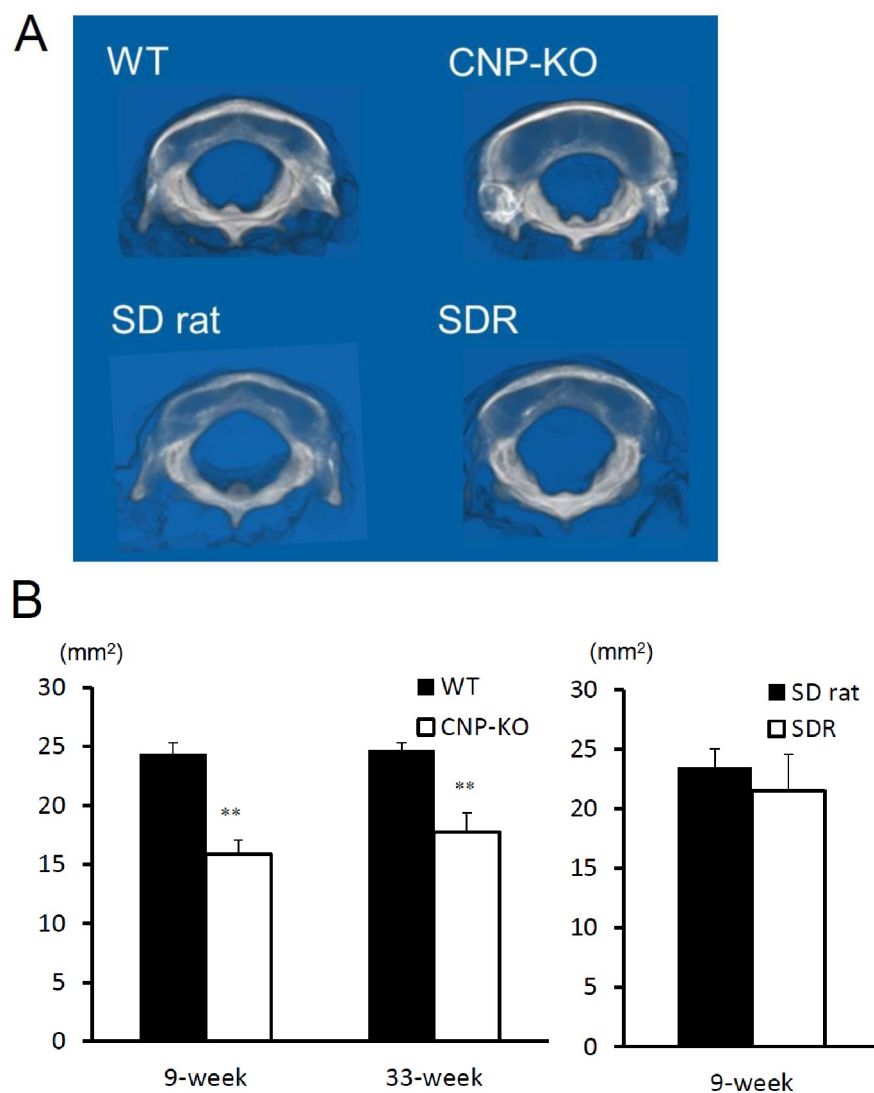 A
WT
CNP-KO
SD rat
SDR
B
(mm²)
30
25
20
15
10
5
0
WT
CNP-KO
**
**
9-week
33-week
(mm²)
30
25
20
15
10
5
0
SD rat
SDR
9-week